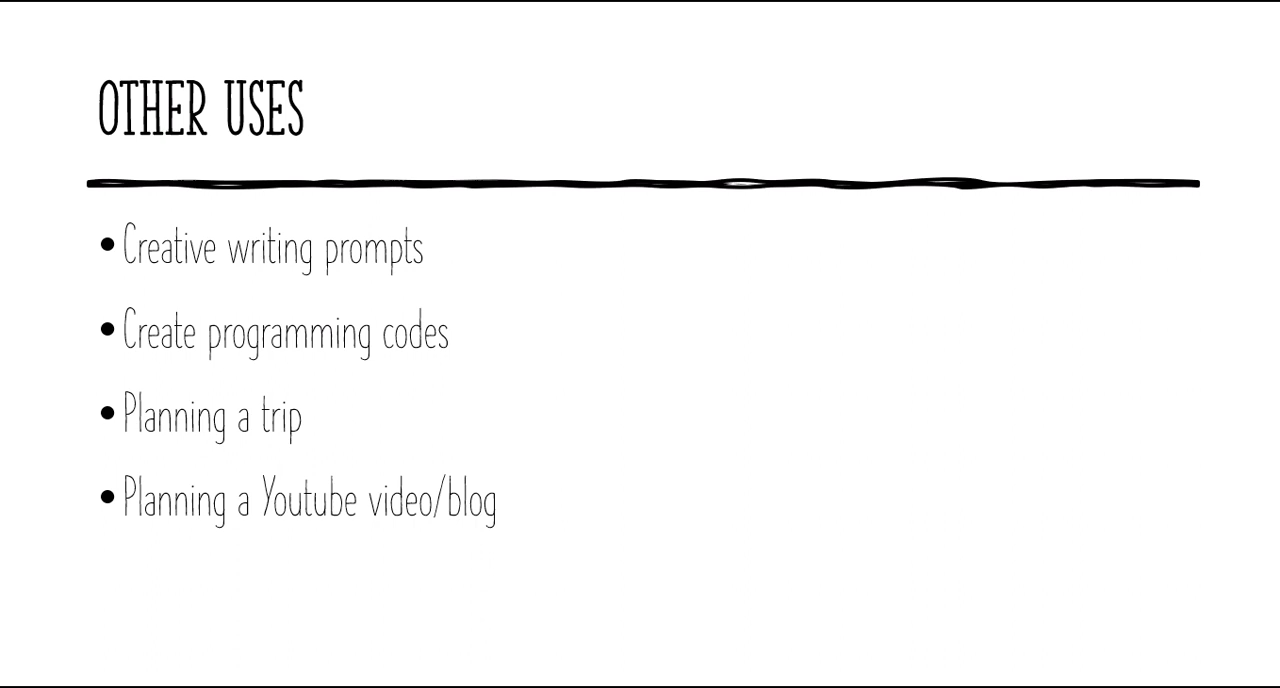 OTHER USES
• Creative writing prompts
• Create programming codes
• Planning a trip
• Planning a Youtube video/blog